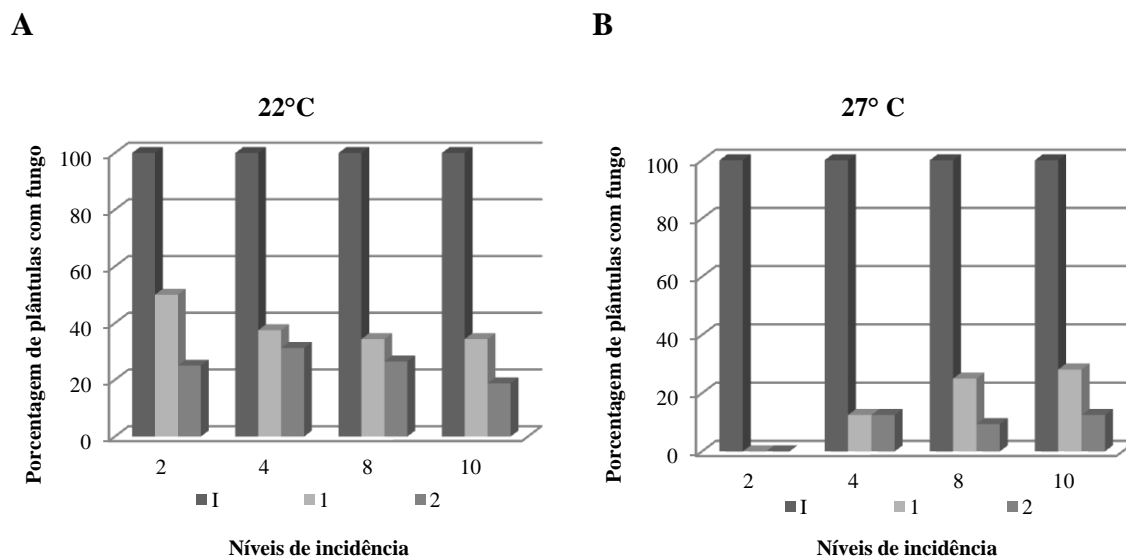 A
22°C
Porcentagem de plântulas com fungo
100
80
60
40
20
0
2 4 8 10
I 1 2
Níveis de incidência
B
27° C
Porcentagem de plântulas com fungo
100
80
60
40
20
0
2 4 8 10
I 1 2
Níveis de incidência